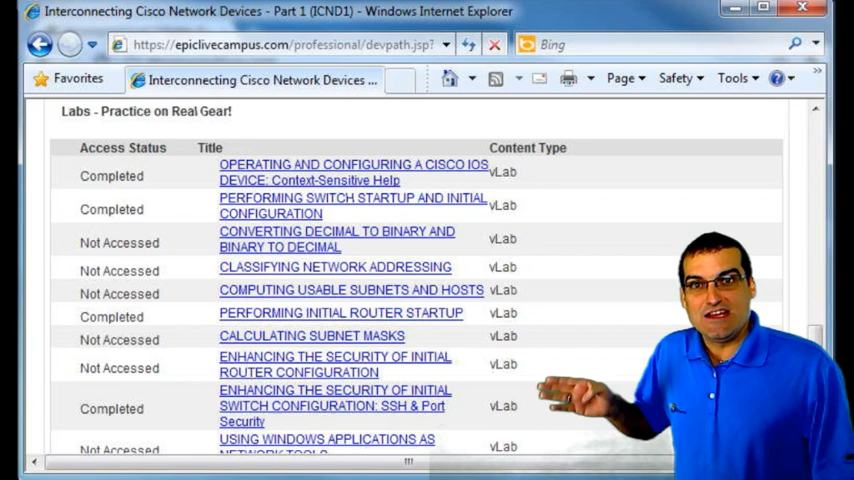 Interconnecting Cisco Network Devices - Part 1 (ICND1) - Windows Internet Explorer
https://epiclivecampus.com/professional/devpath.jsp?
Bing
Favorites
Interconnecting Cisco Network Devices ...
Page
Safety
Tools
Labs - Practice on Real Gear!
Access Status Title Content Type
Completed OPERATING AND CONFIGURING A CISCO IOS vLab
DEVICE: Context-Sensitive Help
Completed PERFORMING SWITCH STARTUP AND INITIAL vLab
CONFIGURATION
Not Accessed CONVERTING DECIMAL TO BINARY AND vLab
BINARY TO DECIMAL
Not Accessed CLASSIFYING NETWORK ADDRESSING vLab
Not Accessed COMPUTING USABLE SUBNETS AND HOSTS vLab
Completed PERFORMING INITIAL ROUTER STARTUP vLab
Not Accessed CALCULATING SUBNET MASKS vLab
Not Accessed ENHANCING THE SECURITY OF INITIAL vLab
ROUTER CONFIGURATION
Completed ENHANCING THE SECURITY OF INITIAL vLab
SWITCH CONFIGURATION: SSH & Port
Security
Not Accessed USING WINDOWS APPLICATIONS AS vLab
NETWORK TOOLS